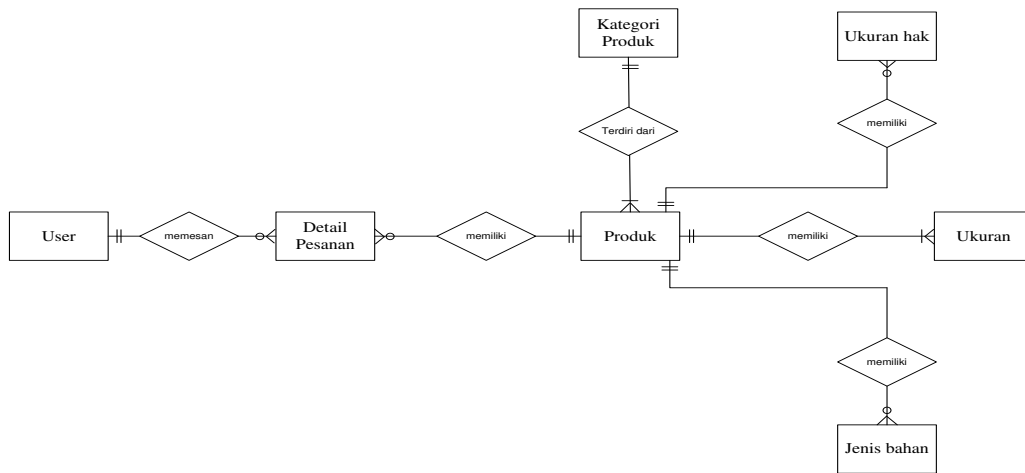 Kategori
Produk
Ukuran hak
Terdiri dari
memiliki
User
memesan
Detail
Pesanan
memiliki
Produk
memiliki
Ukuran
memiliki
Jenis bahan